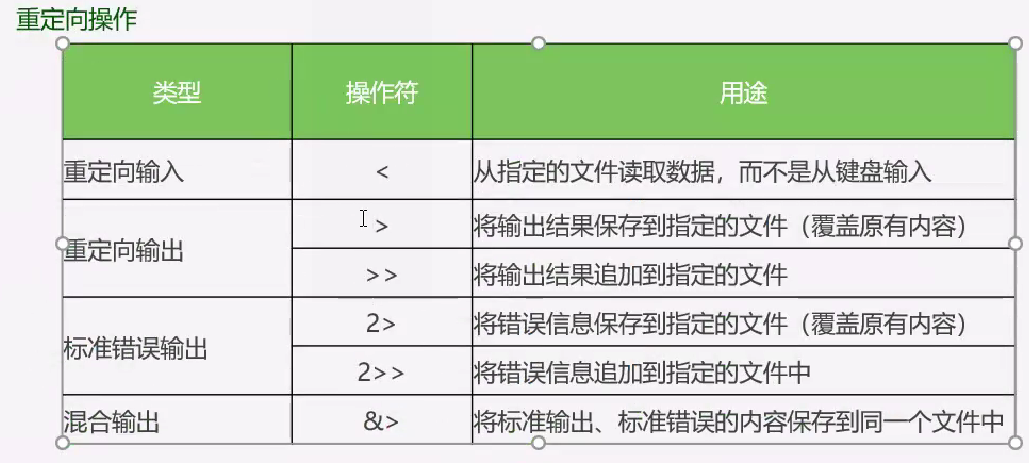 重定向操作
类型 操作符 用途
重定向输入 < 从指定的文件读取数据，而不是从键盘输入
重定向输出 > 将输出结果保存到指定的文件（覆盖原有内容）
>> 将输出结果追加到指定的文件
标准错误输出 2> 将错误信息保存到指定的文件（覆盖原有内容）
2>> 将错误信息追加到指定的文件中
混合输出 &> 将标准输出、标准错误的内容保存到同一个文件中